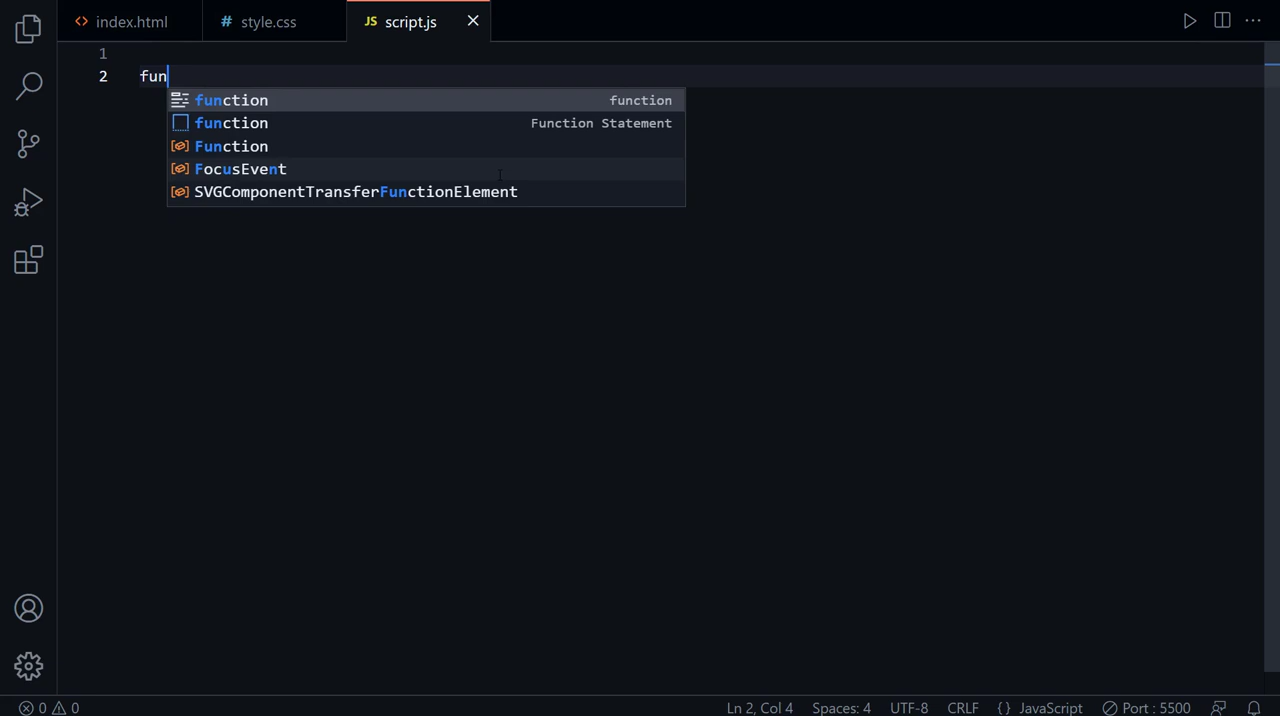 index.html
style.css
JS script.js
1
2 fun
function function
function Function Statement
Function
FocusEvent
SVGComponentTransferFunctionElement
0 0 Ln 2, Col 4 Spaces: 4 UTF-8 CRLF {} JavaScript Port : 5500